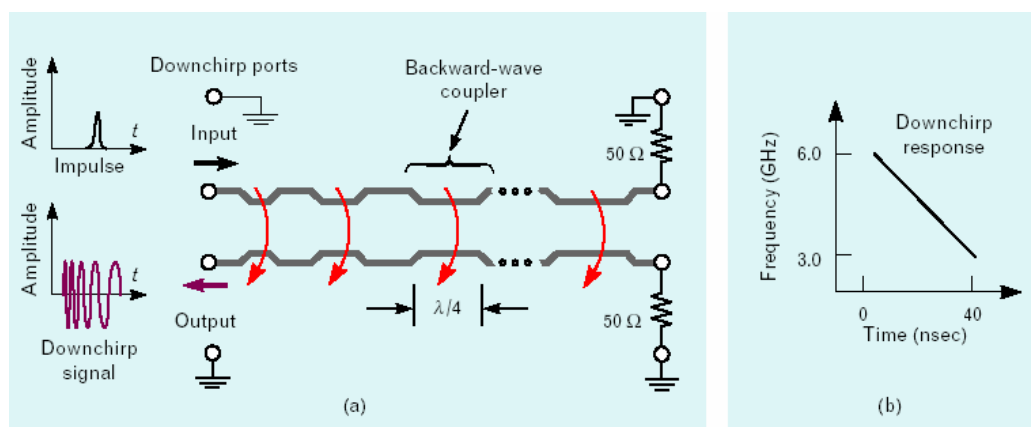 Amplitude
t
Impulse
Downchirp ports
Input
Backward-wave
coupler
50 Ω
Amplitude
t
Downchirp
signal
Output
λ/4
50 Ω
(a)
Frequency (GHz)
6.0
3.0
Downchirp
response
0
40
Time (nsec)
(b)